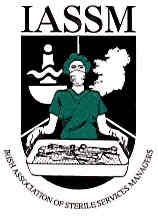 IASSM
IRISH ASSOCIATION OF STERILE SERVICES MANAGERS